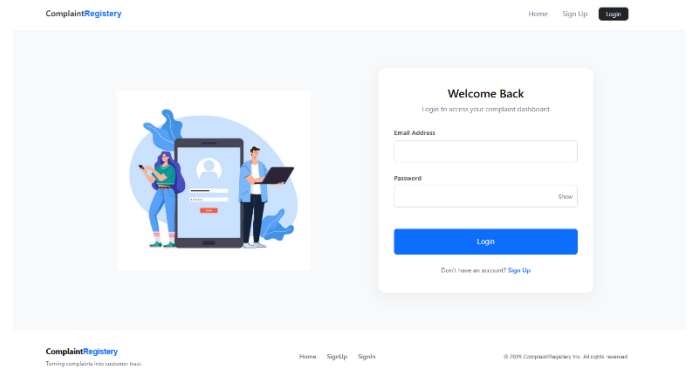 ComplaintRegistery
Home Sign Up Login
Welcome Back
Login to access your complaint dashboard
Email Address
Password
Show
Login
Don't have an account? Sign Up
ComplaintRegistery
Turning complaints into customer trust.
Home SignUp SignIn
© 2026 ComplaintRegistery Inc. All rights reserved.